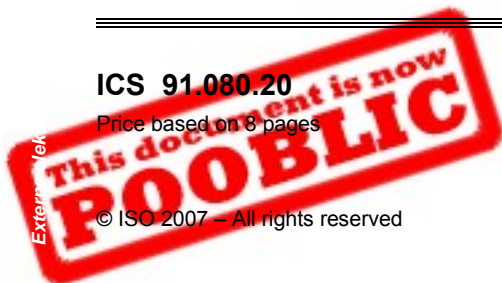 ICS 91.080.20
Price based on 8 pages
This document is now
POOBLIC
© ISO 2007 – All rights reserved